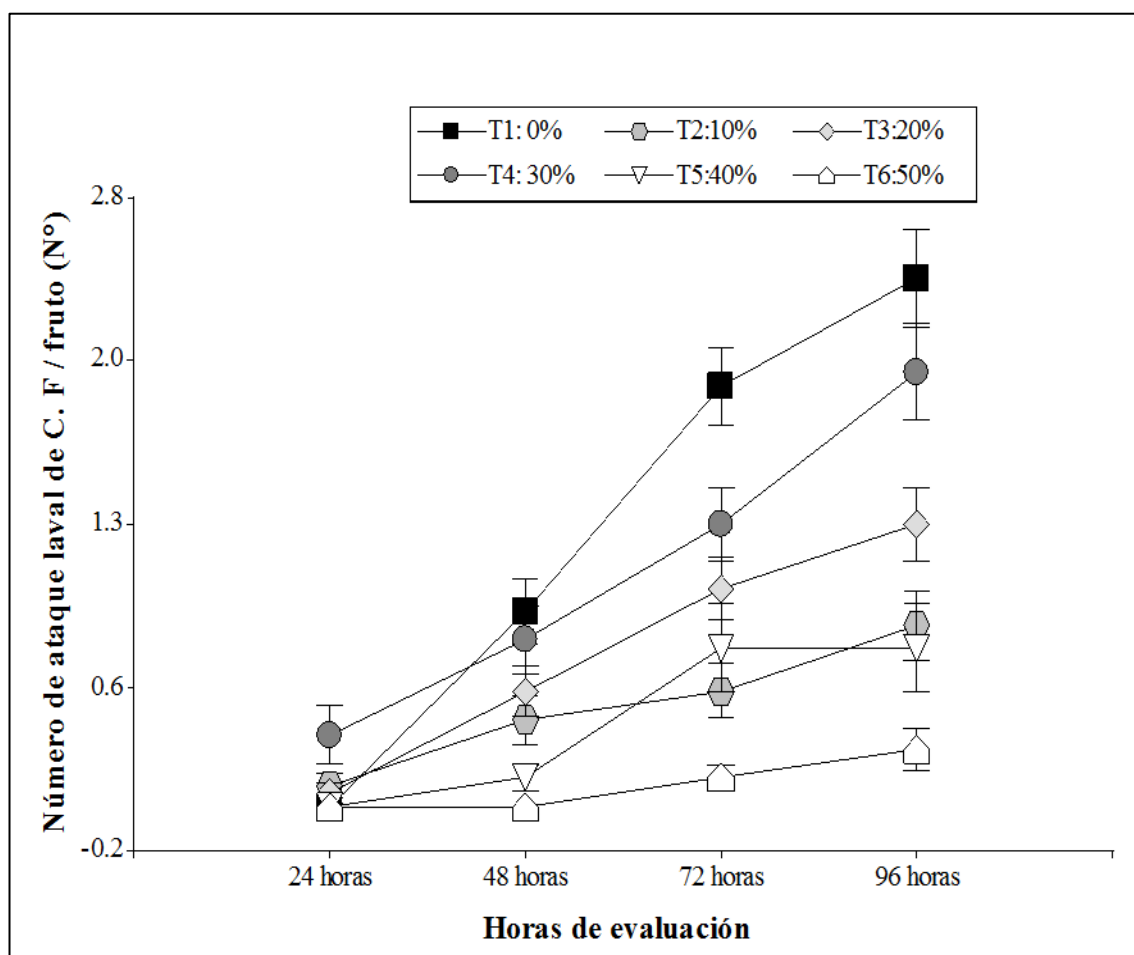 T1: 0% T2:10% T3:20%
T4: 30% T5:40% T6:50%
Número de ataque laval de C. F / fruto (N°)
2.8
2.0
1.3
0.6
-0.2
24 horas 48 horas 72 horas 96 horas
Horas de evaluación